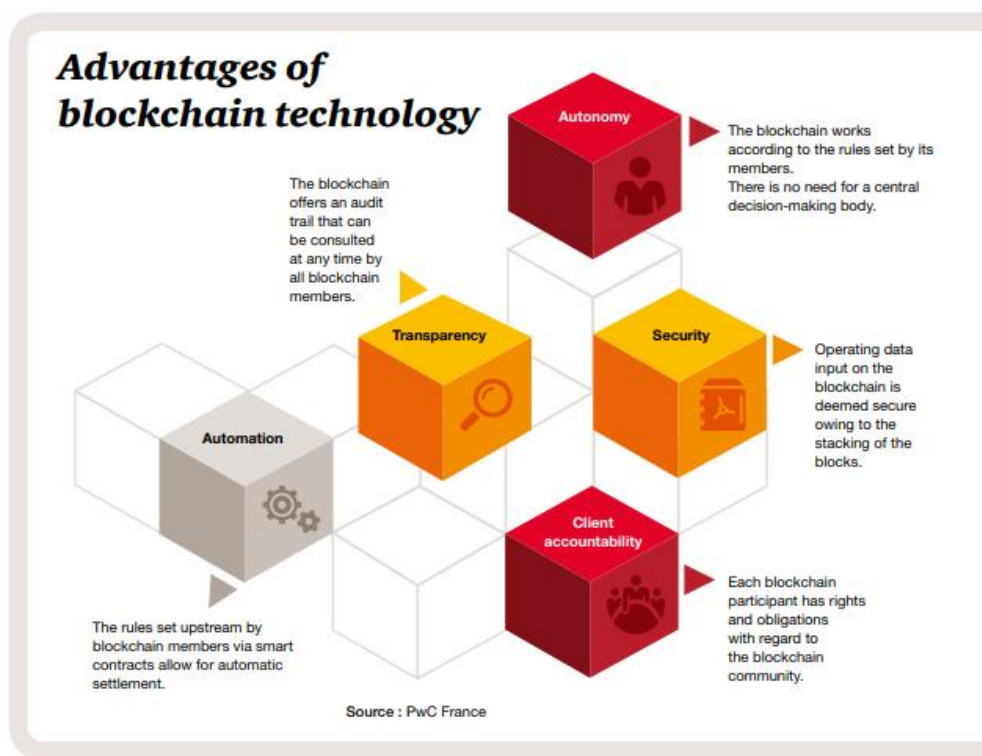 Advantages of
blockchain technology
Autonomy
The blockchain works
according to the rules set by its
members.
There is no need for a central
decision-making body.
The blockchain
offers an audit
trail that can
be consulted
at any time by
all blockchain
members.
Transparency
Security
Operating data
input on the
blockchain is
deemed secure
owing to the
stacking of the
blocks.
Automation
The rules set upstream by
blockchain members via smart
contracts allow for automatic
settlement.
Client
accountability
Each blockchain
participant has rights
and obligations
with regard to
the blockchain
community.
Source : PwC France